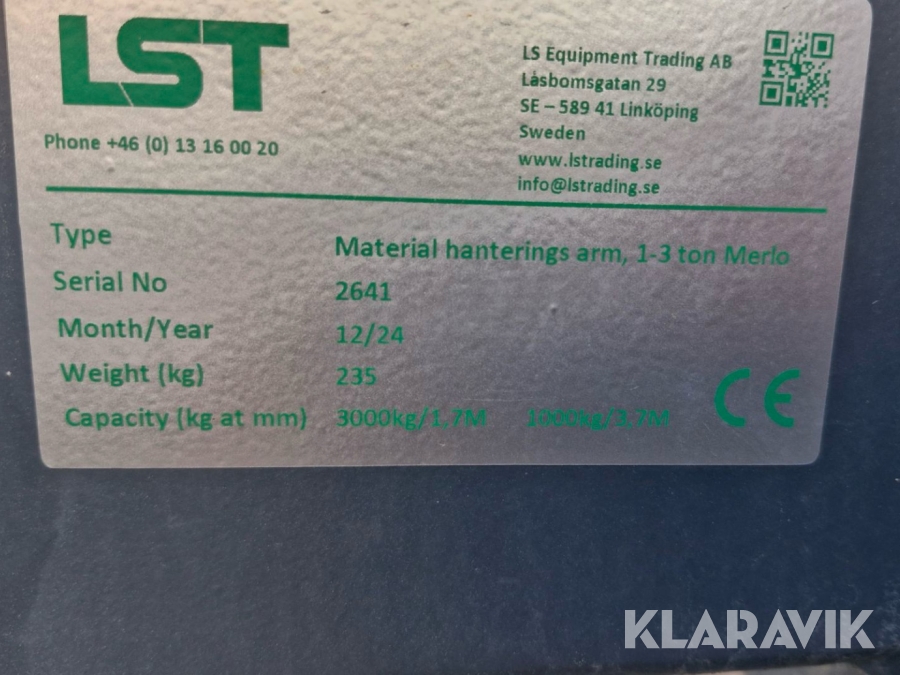 LST
Phone +46 (0) 13 16 00 20
LS Equipment Trading AB
Låsbomsgatan 29
SE – 589 41 Linköping
Sweden
www.lstrading.se
info@lstrading.se
Type Material hanterings arm, 1-3 ton Merlo
Serial No 2641
Month/Year 12/24
Weight (kg) 235
Capacity (kg at mm) 3000kg/1,7M 1000kg/3,7M
CE
KLARAVIK